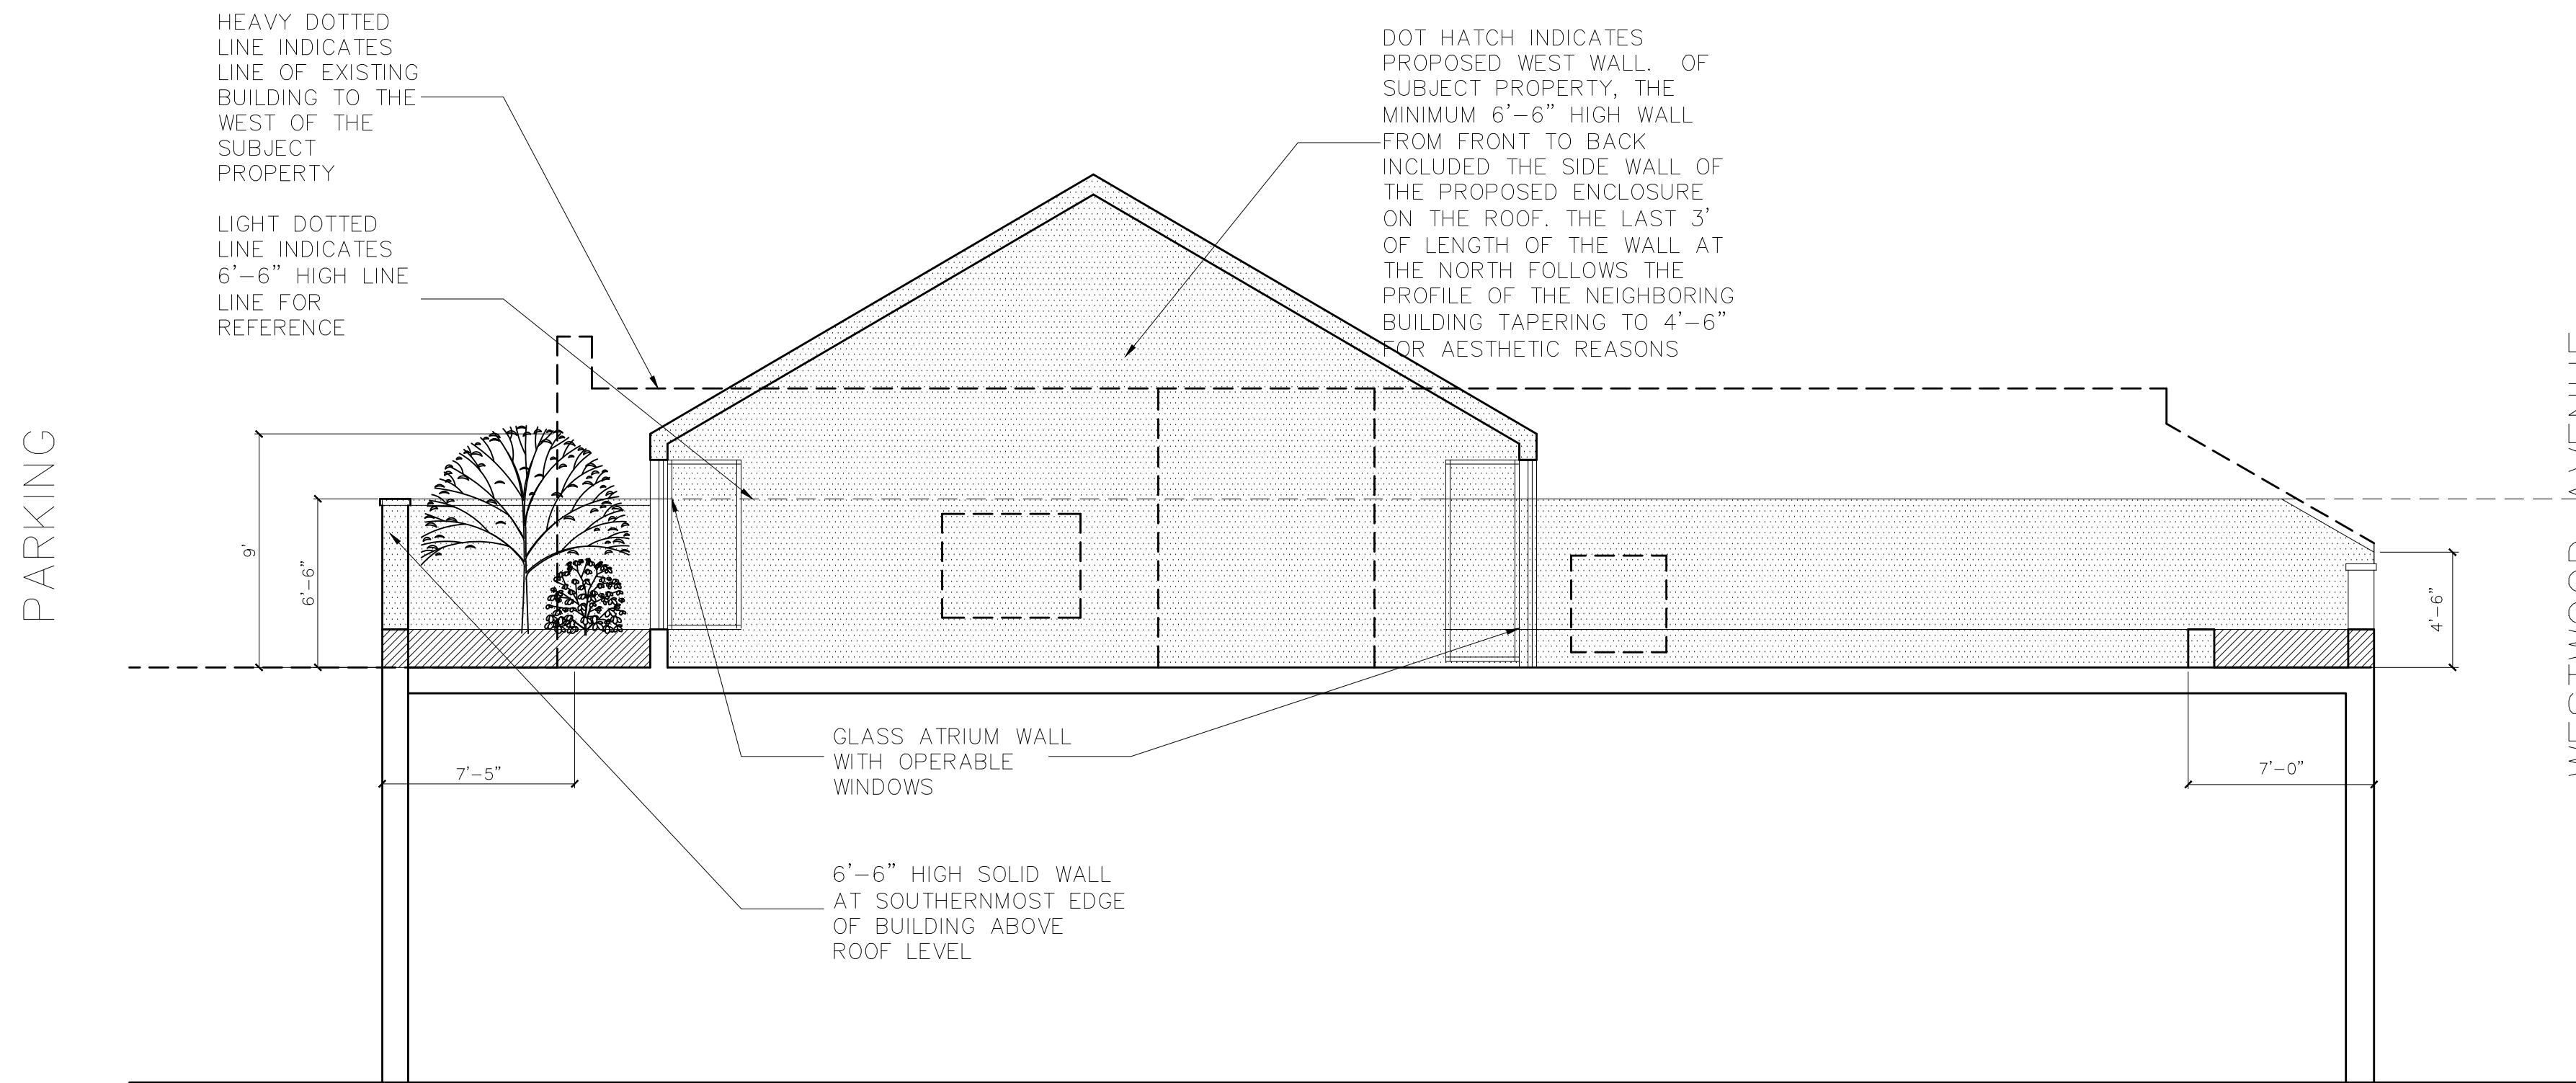 HEAVY DOTTED
LINE INDICATES
LINE OF EXISTING
BUILDING TO THE
WEST OF THE
SUBJECT
PROPERTY
LIGHT DOTTED
LINE INDICATES
6'-6" HIGH LINE
LINE FOR
REFERENCE
DOT HATCH INDICATES
PROPOSED WEST WALL. OF
SUBJECT PROPERTY, THE
MINIMUM 6'-6" HIGH WALL
FROM FRONT TO BACK
INCLUDED THE SIDE WALL OF
THE PROPOSED ENCLOSURE
ON THE ROOF. THE LAST 3'
OF LENGTH OF THE WALL AT
THE NORTH FOLLOWS THE
PROFILE OF THE NEIGHBORING
BUILDING TAPERING TO 4'-6"
FOR AESTHETIC REASONS
PARKING
9'
6'-6"
4'-6"
WESTWOOD AVENUE
GLASS ATRIUM WALL
WITH OPERABLE
WINDOWS
7'-5"
7'-0"
6'-6" HIGH SOLID WALL
AT SOUTHERNMOST EDGE
OF BUILDING ABOVE
ROOF LEVEL